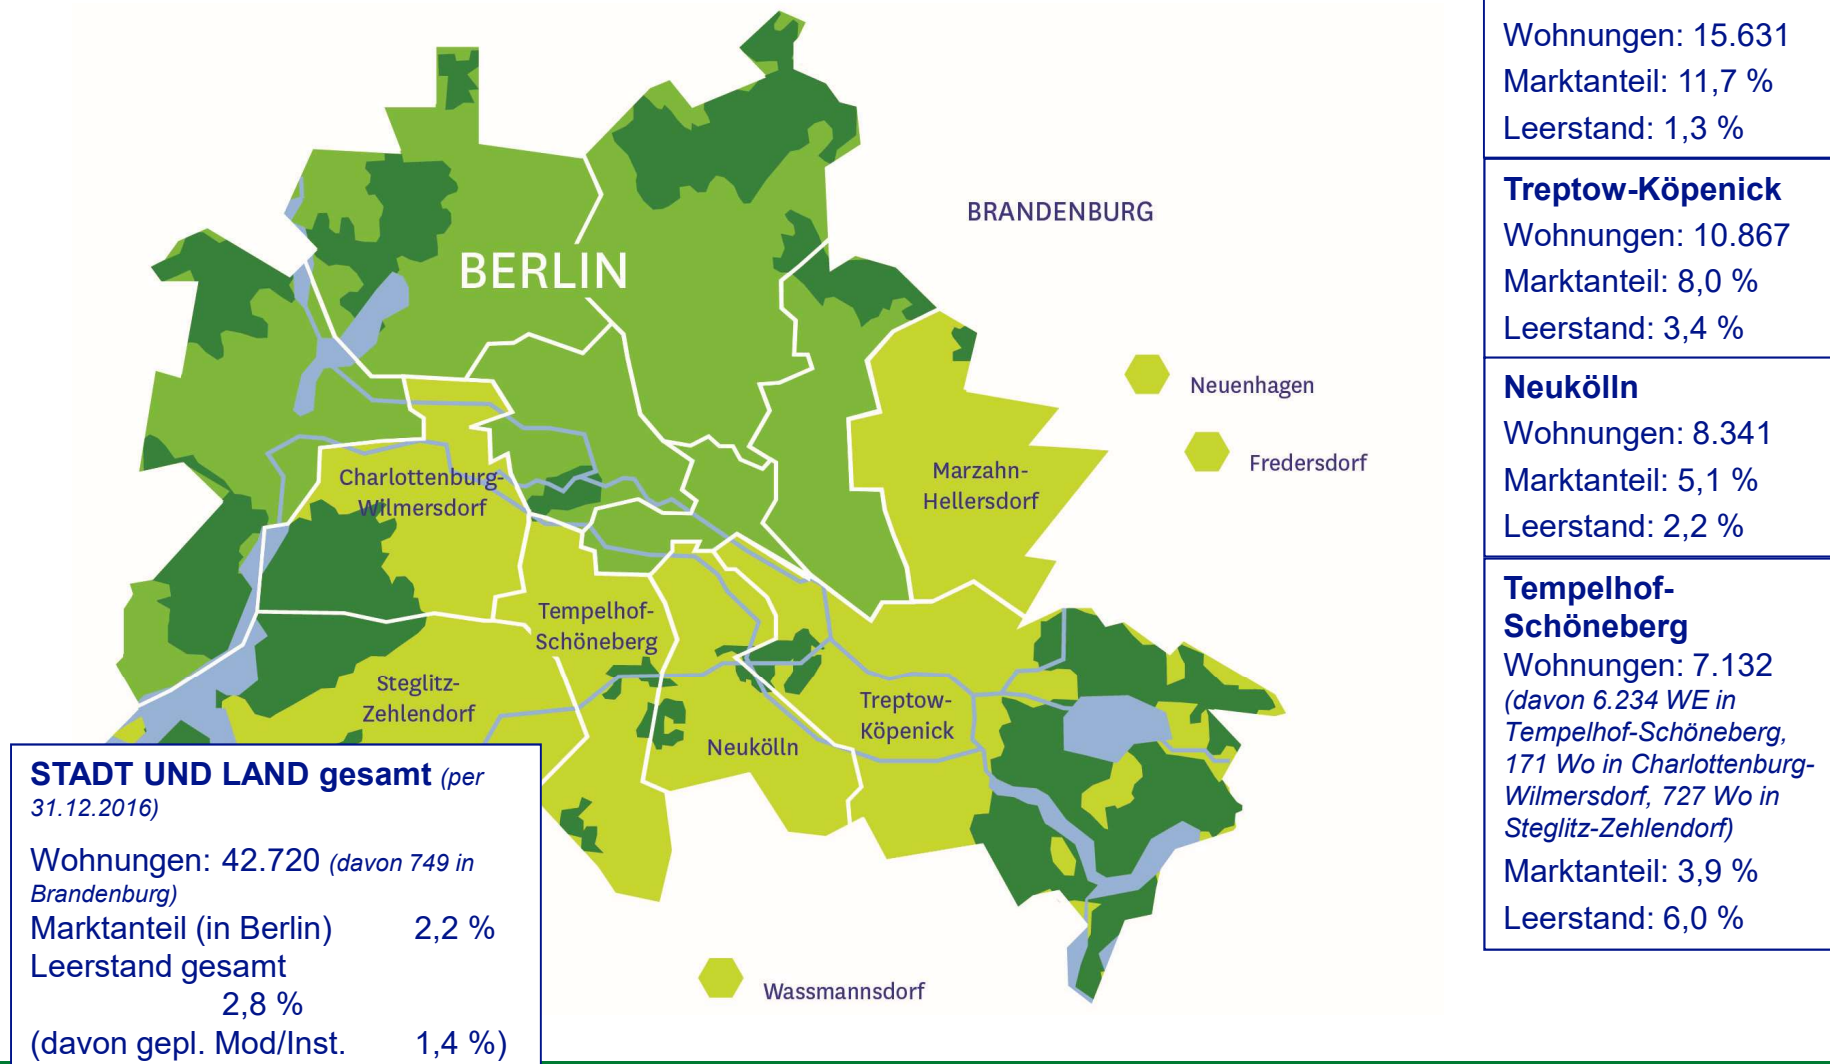 BERLIN
BRANDENBURG
Neuenhagen
Fredersdorf
Marzahn-
Hellersdorf
Charlottenburg-
Wilmersdorf
Tempelhof-
Schöneberg
Steglitz-
Zehlendorf
Treptow-
Köpenick
Neukölln
Wassmannsdorf
STADT UND LAND gesamt (per
31.12.2016)
Wohnungen: 42.720 (davon 749 in
Brandenburg)
Marktanteil (in Berlin) 2,2 %
Leerstand gesamt
2,8 %
(davon gepl. Mod/Inst. 1,4 %)
Wohnungen: 15.631
Marktanteil: 11,7 %
Leerstand: 1,3 %
Treptow-Köpenick
Wohnungen: 10.867
Marktanteil: 8,0 %
Leerstand: 3,4 %
Neukölln
Wohnungen: 8.341
Marktanteil: 5,1 %
Leerstand: 2,2 %
Tempelhof-
Schöneberg
Wohnungen: 7.132
(davon 6.234 WE in
Tempelhof-Schöneberg,
171 Wo in Charlottenburg-
Wilmersdorf, 727 Wo in
Steglitz-Zehlendorf)
Marktanteil: 3,9 %
Leerstand: 6,0 %